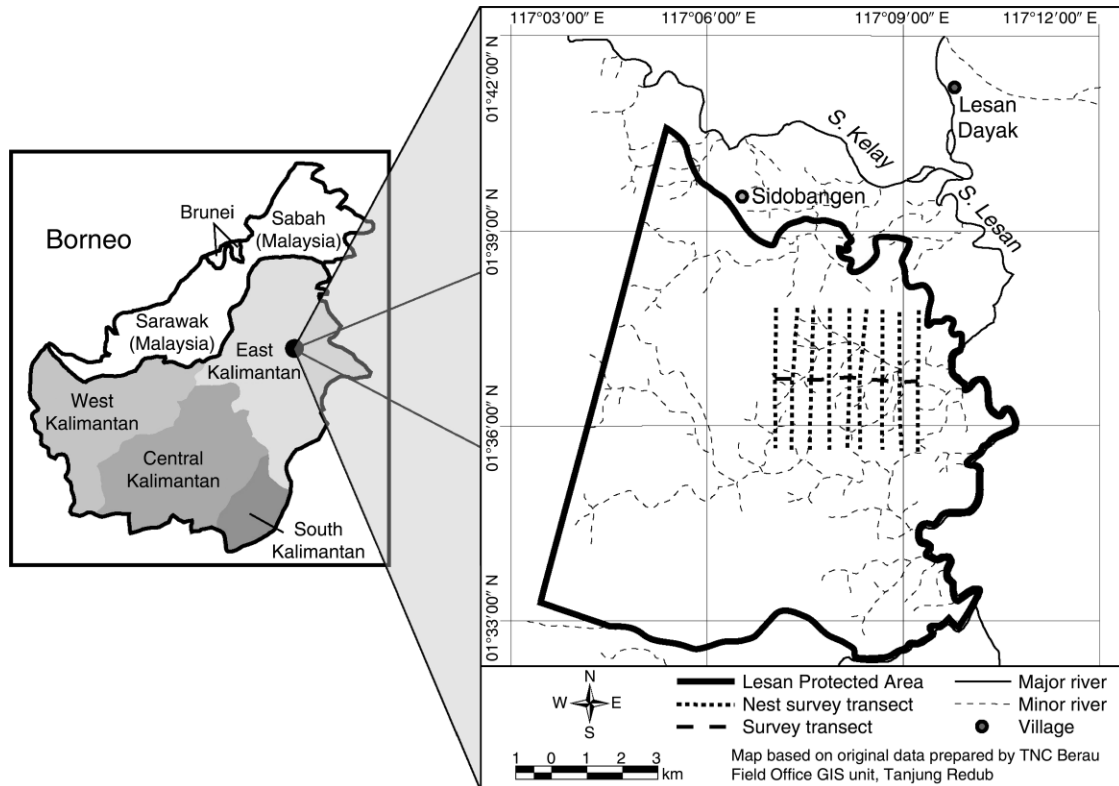 Borneo
Brunei
Sabah
(Malaysia)
Sarawak
(Malaysia)
East
Kalimantan
West
Kalimantan
Central
Kalimantan
South
Kalimantan
117°03′00″ E
117°06′00″ E
117°09′00″ E
117°12′00″ E
01°42′00″ N
01°39′00″ N
01°36′00″ N
01°33′00″ N
Lesan
Dayak
S. Kelay
Sidobangen
S. Lesan
N
W E
S
1 0 1 2 3
km
Lesan Protected Area
Nest survey transect
Survey transect
Major river
Minor river
Village
Map based on original data prepared by TNC Berau
Field Office GIS unit, Tanjung Redub